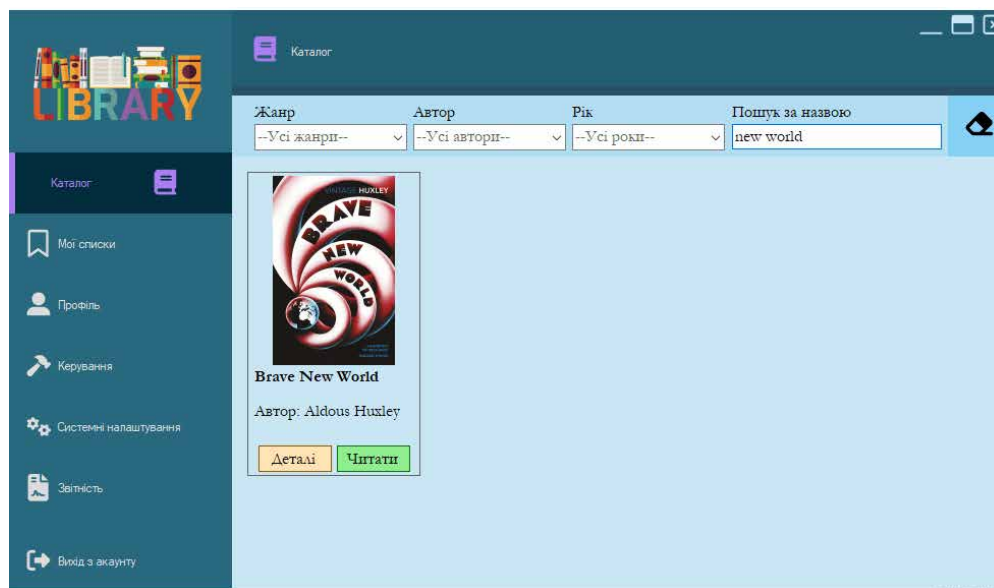 LIBRARY
Каталог
Мої списки
Профіль
Керування
Системні налаштування
Звітність
Вихід з акаунту
Каталог
Жанр
Автор
Рік
Пошук за назвою
--Усі жанри--
--Усі автори--
--Усі роки--
new world
VINTAGE HUXLEY
BRAVE
NEW
WORLD
Brave New World
Автор: Aldous Huxley
Деталі
Читати